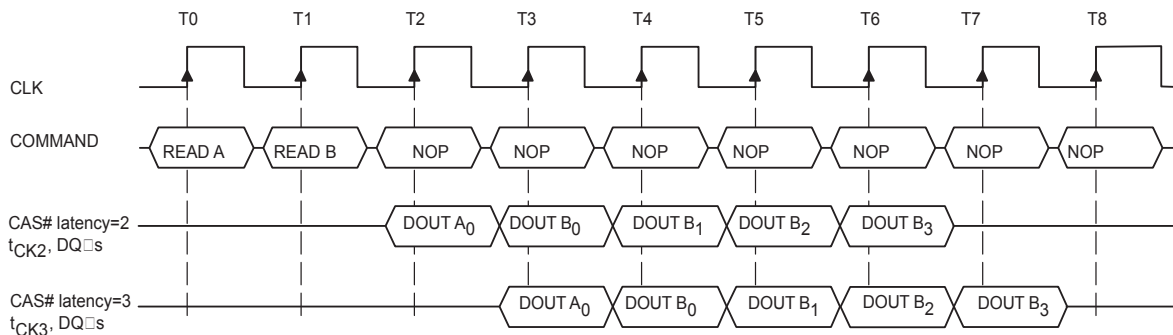 T0 T1 T2 T3 T4 T5 T6 T7 T8
CLK
COMMAND READ A READ B NOP NOP NOP NOP NOP NOP NOP
CAS# latency=2 DOUT A0 DOUT B0 DOUT B1 DOUT B2 DOUT B3
tCK2, DQ□s
CAS# latency=3 DOUT A0 DOUT B0 DOUT B1 DOUT B2 DOUT B3
tCK3, DQ□s